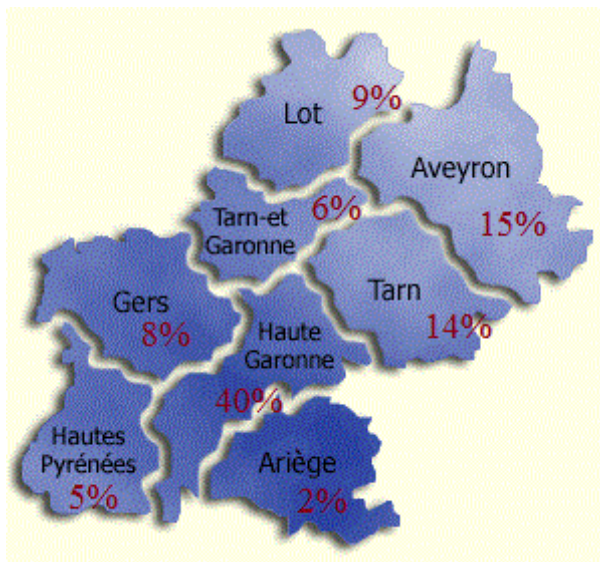 Lot
9%
Aveyron
15%
Tarn-et
Garonne
6%
Tarn
14%
Gers
8%
Haute
Garonne
40%
Hautes
Pyrénées
5%
Ariège
2%